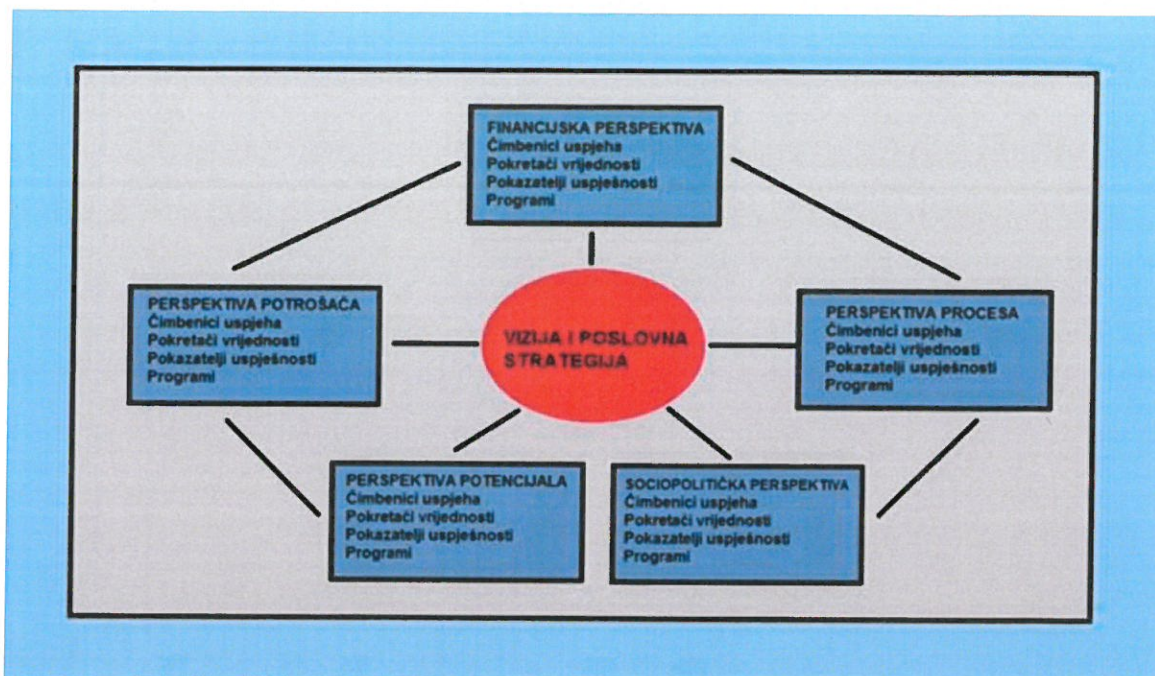 FINANCIJSKA PERSPEKTIVA
Čimbenici uspjeha
Pokretači vrijednosti
Pokazatelji uspješnosti
Programi
PERSPEKTIVA POTROŠAČA
Čimbenici uspjeha
Pokretači vrijednosti
Pokazatelji uspješnosti
Programi
VIZIJA I POSLOVNA
STRATEGIJA
PERSPEKTIVA PROCESA
Čimbenici uspjeha
Pokretači vrijednosti
Pokazatelji uspješnosti
Programi
PERSPEKTIVA POTENCIJALA
Čimbenici uspjeha
Pokretači vrijednosti
Pokazatelji uspješnosti
Programi
SOCIOPOLITIČKA PERSPEKTIVA
Čimbenici uspjeha
Pokretači vrijednosti
Pokazatelji uspješnosti
Programi